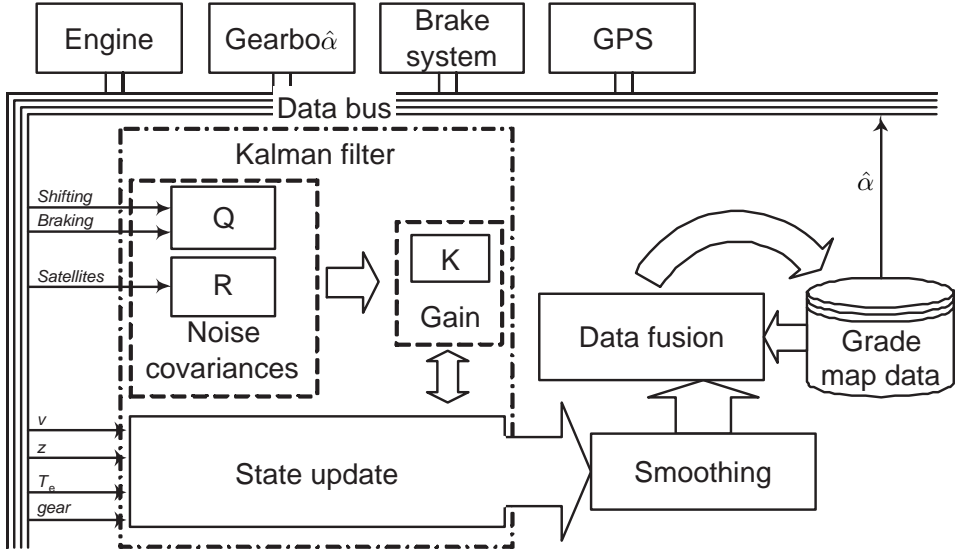 Engine
Gearboα̂
Brake
system
GPS
Data bus
Kalman filter
Shifting
Braking
Satellites
Q
R
Noise
covariances
K
Gain
α̂
Data fusion
Grade
map data
v
z
T_e
gear
State update
Smoothing